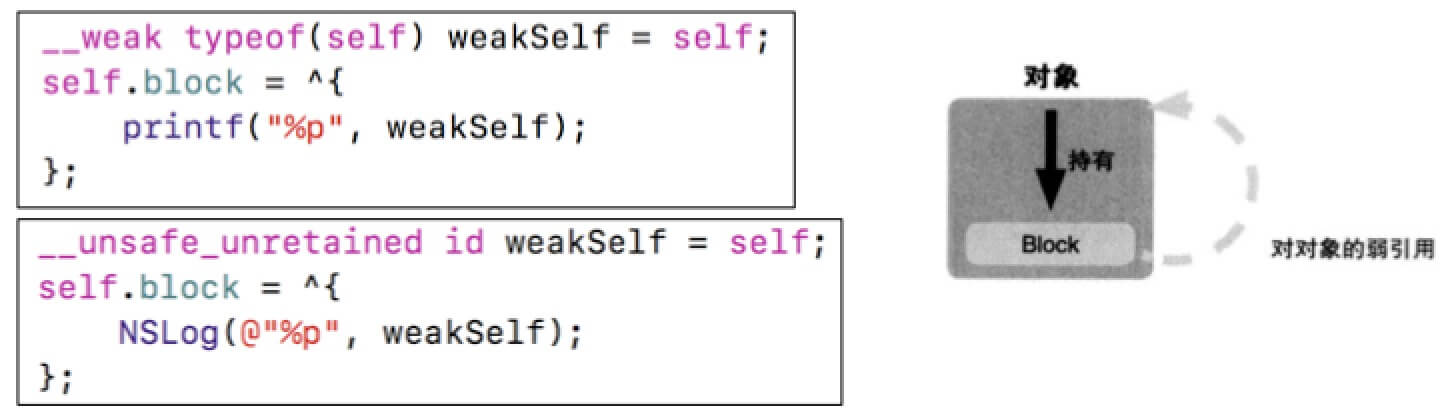 __weak typeof(self) weakSelf = self;
self.block = ^{
    printf("%p", weakSelf);
};
__unsafe_unretained id weakSelf = self;
self.block = ^{
    NSLog(@"%p", weakSelf);
};
对象
持有
Block
对对象的弱引用